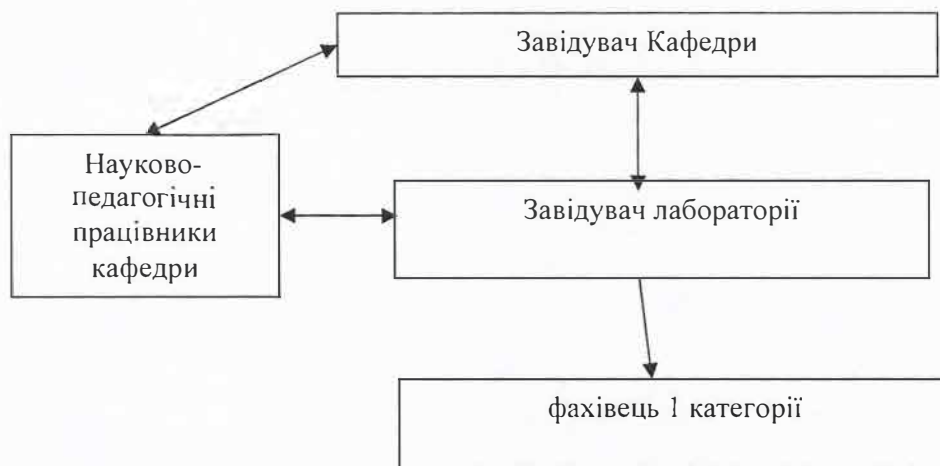 Завідувач Кафедри
Науково-
педагогічні
працівники
кафедри
Завідувач лабораторії
фахівець 1 категорії